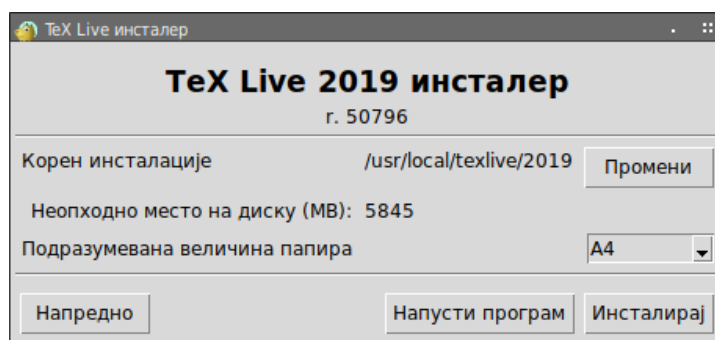 TeX Live инсталер
TeX Live 2019 инсталер
r. 50796
Корен инсталације /usr/local/texlive/2019 Промени
Неопходно место на диску (MB): 5845
Подразумевана величина папира A4
Напредно Напусти програм Инсталирај